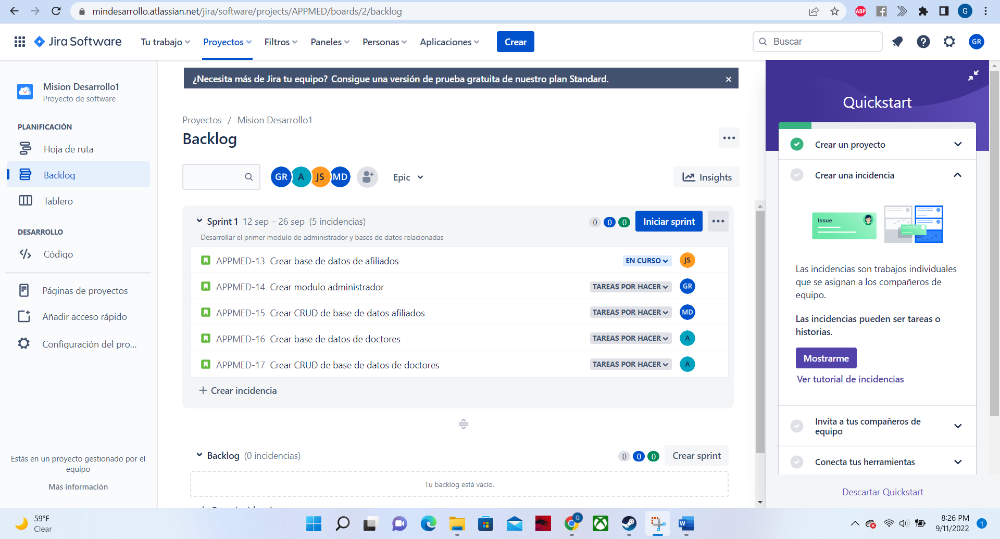 mindesarrollo.atlassian.net/jira/software/projects/APPMED/boards/2/backlog
ABP
G
Jira Software
Tu trabajo
Proyectos
Filtros
Paneles
Personas
Aplicaciones
Crear
Buscar
GR
Mision Desarrollo1
Proyecto de software
PLANIFICACIÓN
Hoja de ruta
Backlog
Tablero
DESARROLLO
Código
Páginas de proyectos
Añadir acceso rápido
Configuración del pro...
Estás en un proyecto gestionado por el
equipo
Más información
¿Necesita más de Jira tu equipo? Consigue una versión de prueba gratuita de nuestro plan Standard.
Proyectos / Mision Desarrollo1
Backlog
GR A JS MD
Epic
Insights
Sprint 1 12 sep – 26 sep (5 incidencias)
0 0 0
Iniciar sprint
Desarrollar el primer modulo de administrador y bases de datos relacionadas
APPMED-13 Crear base de datos de afiliados EN CURSO JS
APPMED-14 Crear modulo administrador TAREAS POR HACER GR
APPMED-15 Crear CRUD de base de datos afiliados TAREAS POR HACER MD
APPMED-16 Crear base de datos de doctores TAREAS POR HACER A
APPMED-17 Crear CRUD de base de datos de doctores TAREAS POR HACER A
+ Crear incidencia
Backlog (0 incidencias)
0 0 0
Crear sprint
Tu backlog está vacío.
Quickstart
Crear un proyecto
Crear una incidencia
Issue
Las incidencias son trabajos individuales
que se asignan a los compañeros de
equipo.
Las incidencias pueden ser tareas o
historias.
Mostrarme
Ver tutorial de incidencias
Invita a tus compañeros de
equipo
Conecta tus herramientas
Descartar Quickstart
59°F
Clear
G
W
8:26 PM
9/11/2022
1